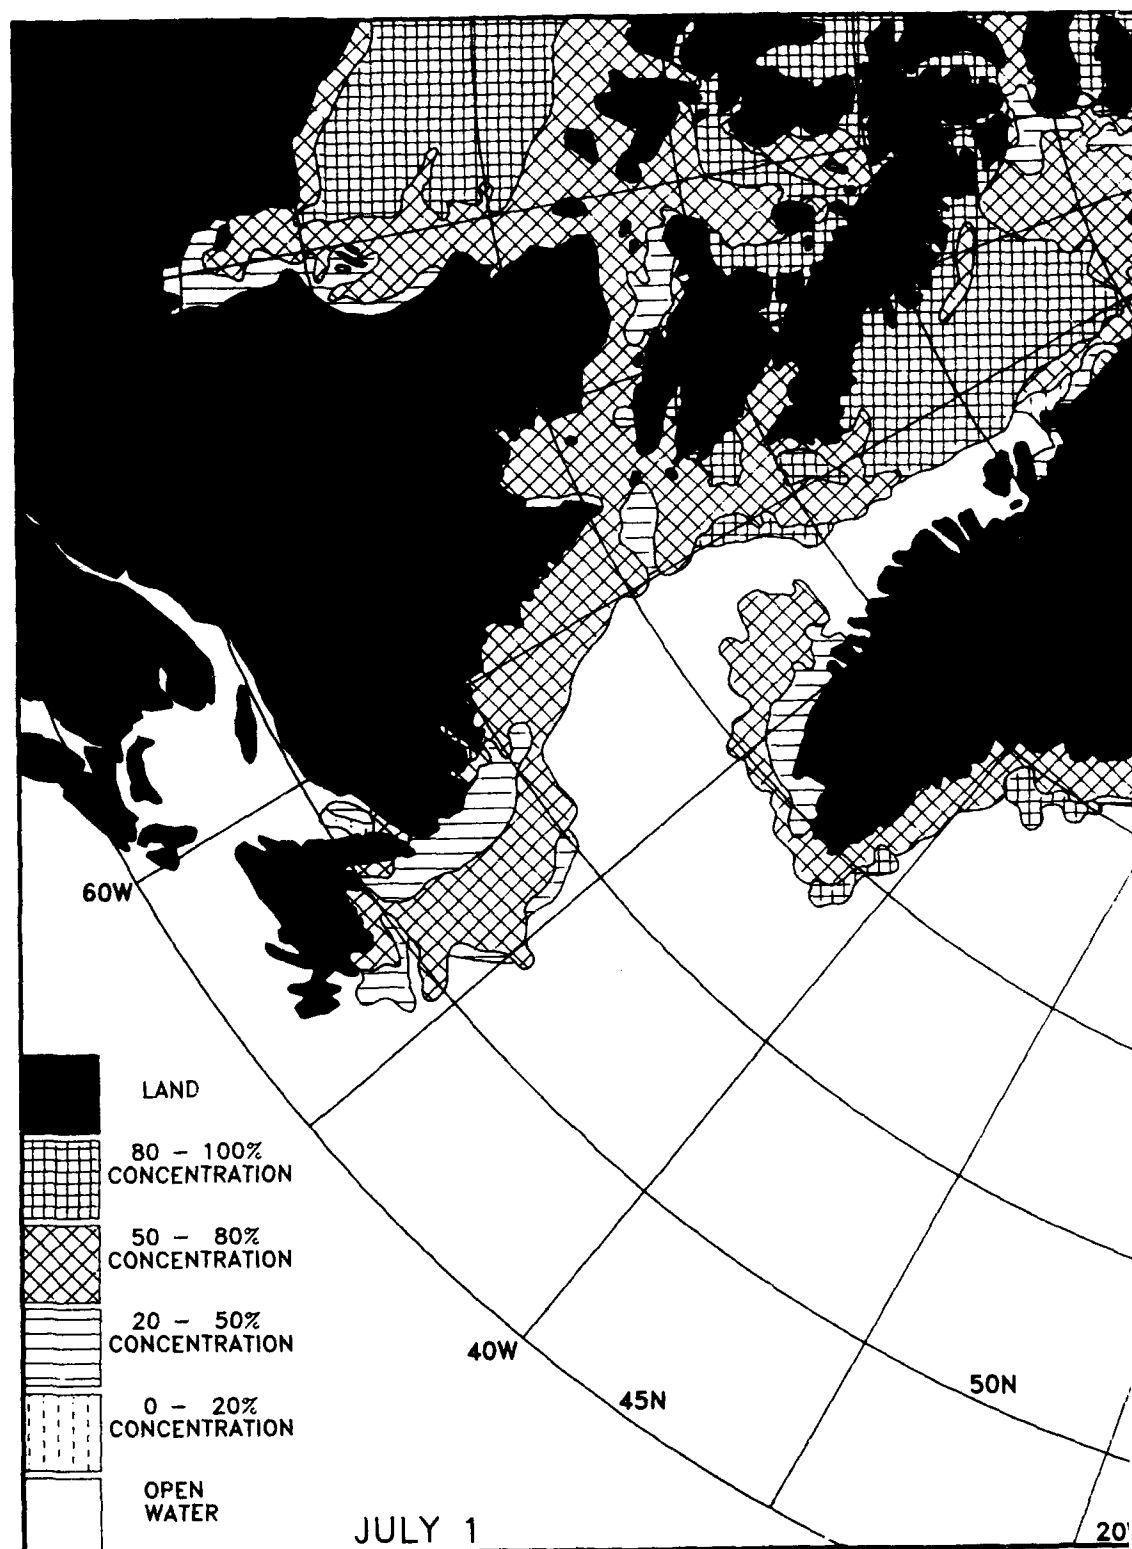 60W
LAND
80 - 100%
CONCENTRATION
50 - 80%
CONCENTRATION
20 - 50%
CONCENTRATION
0 - 20%
CONCENTRATION
OPEN
WATER
40W
45N
50N
20
JULY 1